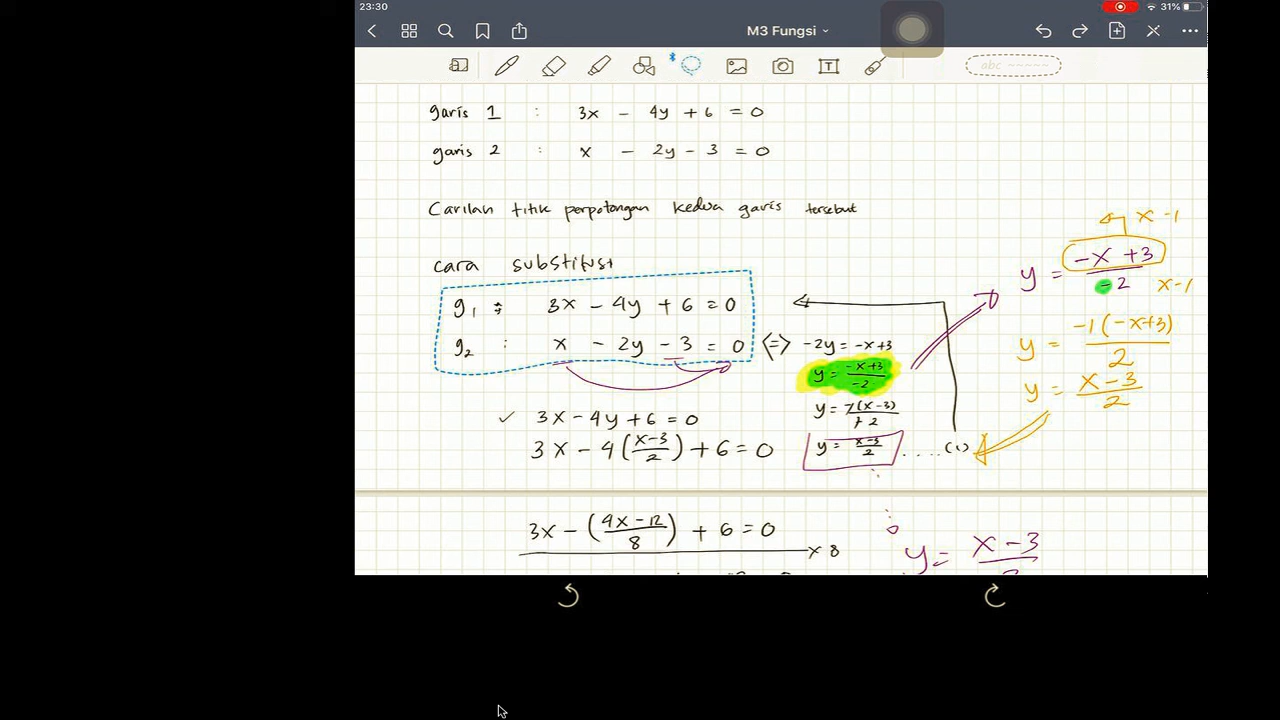 23:30
31%
M3 Fungsi
abc
garis 1 : 3x - 4y + 6 = 0
garis 2 : x - 2y - 3 = 0
Carilan titik perpotongan kedua garis tersebut
cara substitusi
g₁ : 3x - 4y + 6 = 0
g₂ : x - 2y - 3 = 0 <=> -2y = -x+3
y = -x+3/-2
y = -(x-3)/-2
y = x-3/2 ....(1)
✓ 3x - 4y + 6 = 0
3x - 4(x-3/2) + 6 = 0
x -1
y = -x +3/-2 x-1
y = -1(-x+3)/2
y = x-3/2
3x - (4x-12/8) + 6 = 0
x 8
y = x-3